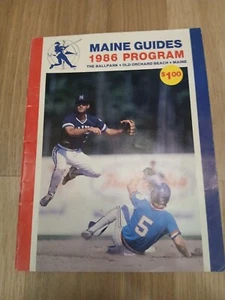 MAINE GUIDES
1986 PROGRAM
THE BALLPARK • OLD ORCHARD BEACH • MAINE
$1.00
5